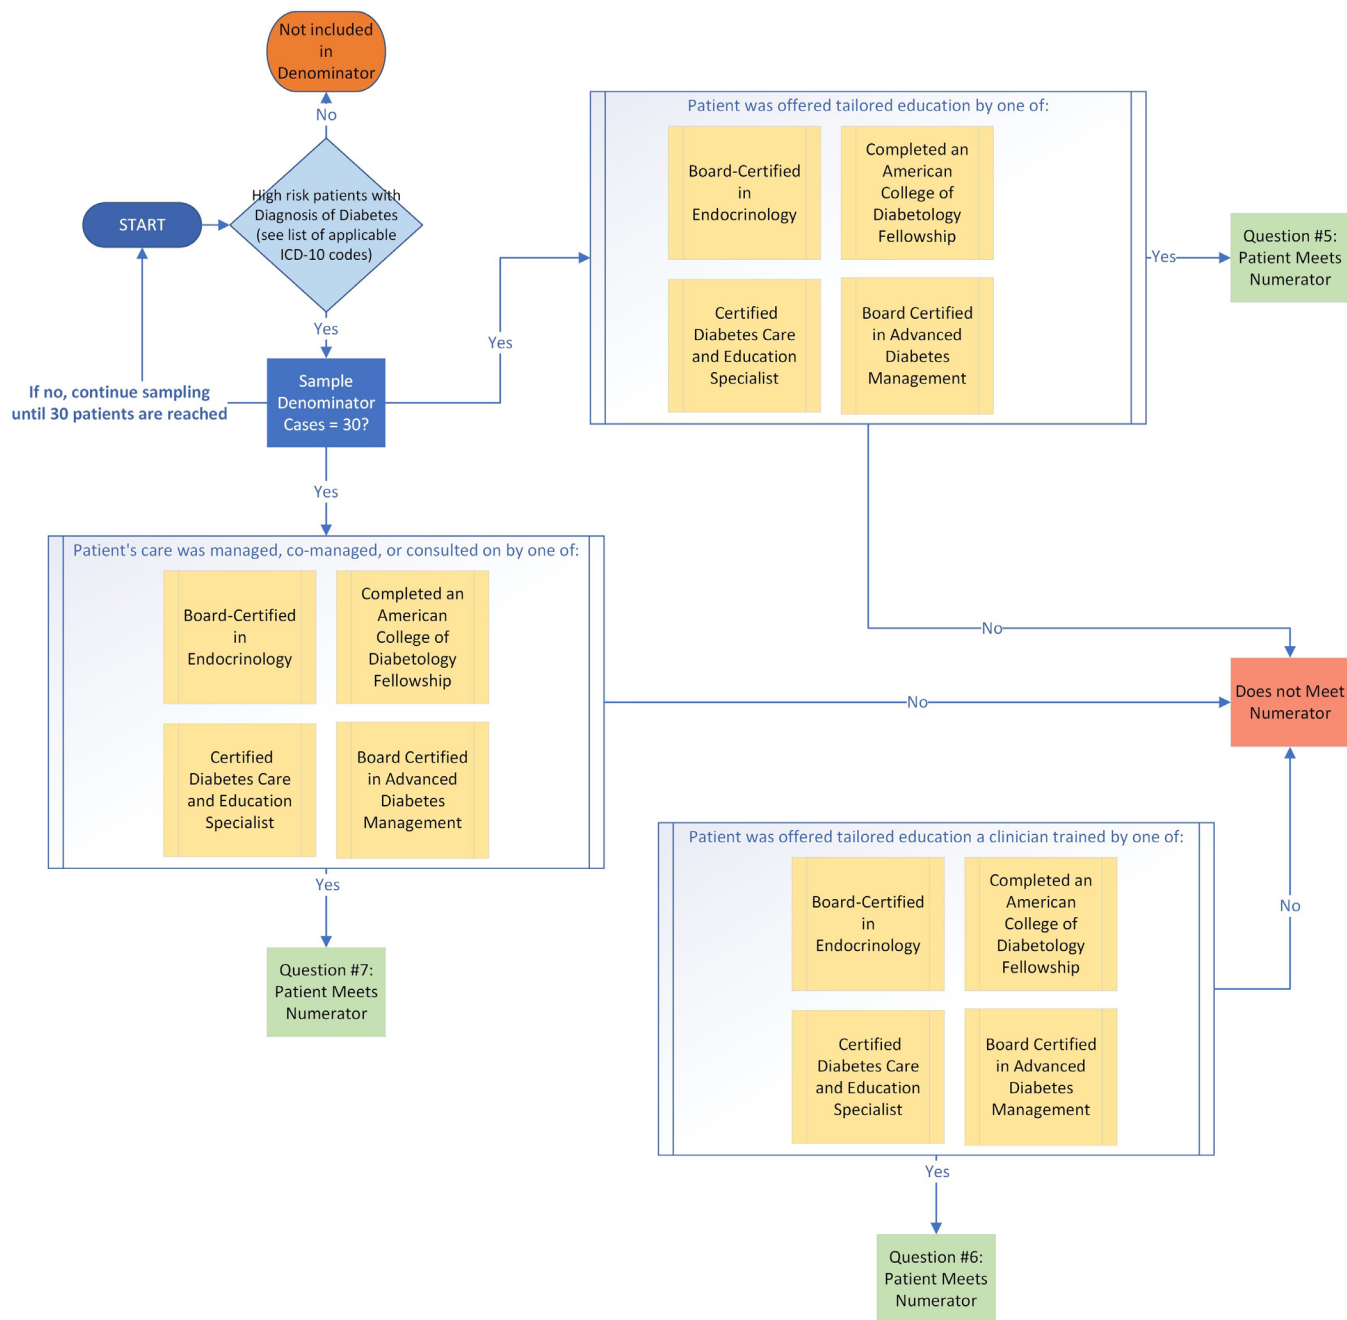 Not included
in
Denominator
No
High risk patients with
Diagnosis of Diabetes
(see list of applicable
ICD-10 codes)
START
Yes
Sample
Denominator
Cases = 30?
If no, continue sampling
until 30 patients are reached
Yes
Yes
Patient was offered tailored education by one of:
Board-Certified
in
Endocrinology
Completed an
American
College of
Diabetology
Fellowship
Certified
Diabetes Care
and Education
Specialist
Board Certified
in Advanced
Diabetes
Management
Yes
Question #5:
Patient Meets
Numerator
No
Patient's care was managed, co-managed, or consulted on by one of:
Board-Certified
in
Endocrinology
Completed an
American
College of
Diabetology
Fellowship
Certified
Diabetes Care
and Education
Specialist
Board Certified
in Advanced
Diabetes
Management
No
Does not Meet
Numerator
Yes
Question #7:
Patient Meets
Numerator
Patient was offered tailored education a clinician trained by one of:
Board-Certified
in
Endocrinology
Completed an
American
College of
Diabetology
Fellowship
Certified
Diabetes Care
and Education
Specialist
Board Certified
in Advanced
Diabetes
Management
No
Yes
Question #6:
Patient Meets
Numerator